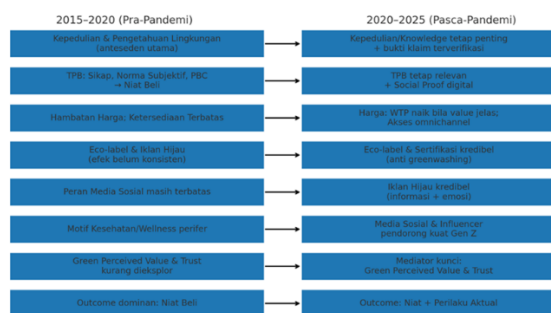 2015–2020 (Pra-Pandemi)
2020–2025 (Pasca-Pandemi)
Kepedulian & Pengetahuan Lingkungan
(anteseden utama)
Kepedulian/Knowledge tetap penting
+ bukti klaim terverifikasi
TPB: Sikap, Norma Subjektif, PBC
→ Niat Beli
TPB tetap relevan
+ Social Proof digital
Hambatan Harga; Ketersediaan Terbatas
Harga: WTP naik bila value jelas;
Akses omnichannel
Eco-label & Iklan Hijau
(efek belum konsisten)
Eco-label & Sertifikasi kredibel
(anti greenwashing)
Peran Media Sosial masih terbatas
Iklan Hijau kredibel
(informasi + emosi)
Motif Kesehatan/Wellness perifer
Media Sosial & Influencer
pendorong kuat Gen Z
Green Perceived Value & Trust
kurang dieksplor
Mediator kunci:
Green Perceived Value & Trust
Outcome dominan: Niat Beli
Outcome: Niat + Perilaku Aktual